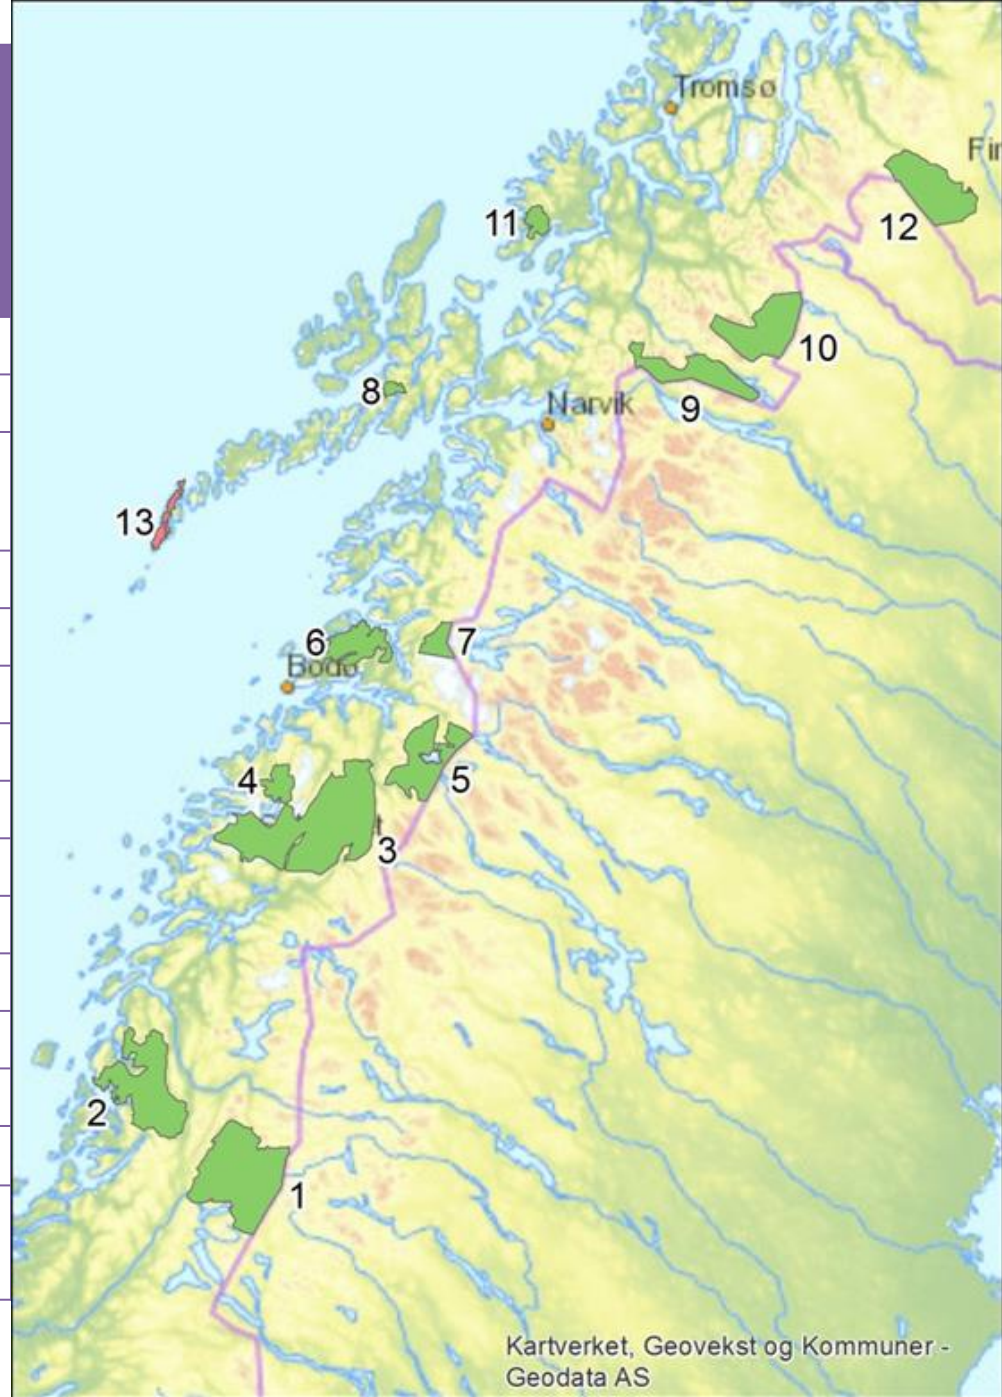 Tromsø
Fin
11
12
10
8
Narvik
9
13
6
7
Bodø
4
5
t
3
2
1
Kartverket, Geovekst og Kommuner -
Geodata AS